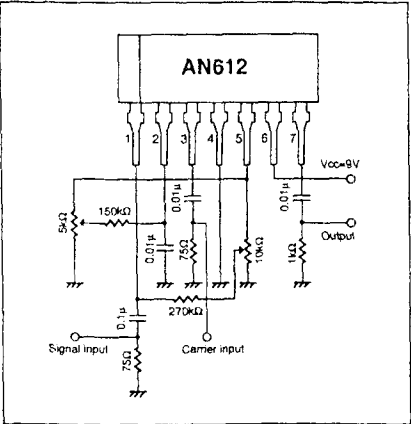 AN612
1 2 3 4 5 6 7
Vcc=9V
0.01μ
0.01μ
150kΩ
5kΩ
0.01μ
75Ω
10kΩ
1kΩ
Output
270kΩ
0.1μ
Signal input
Carrier input
75Ω